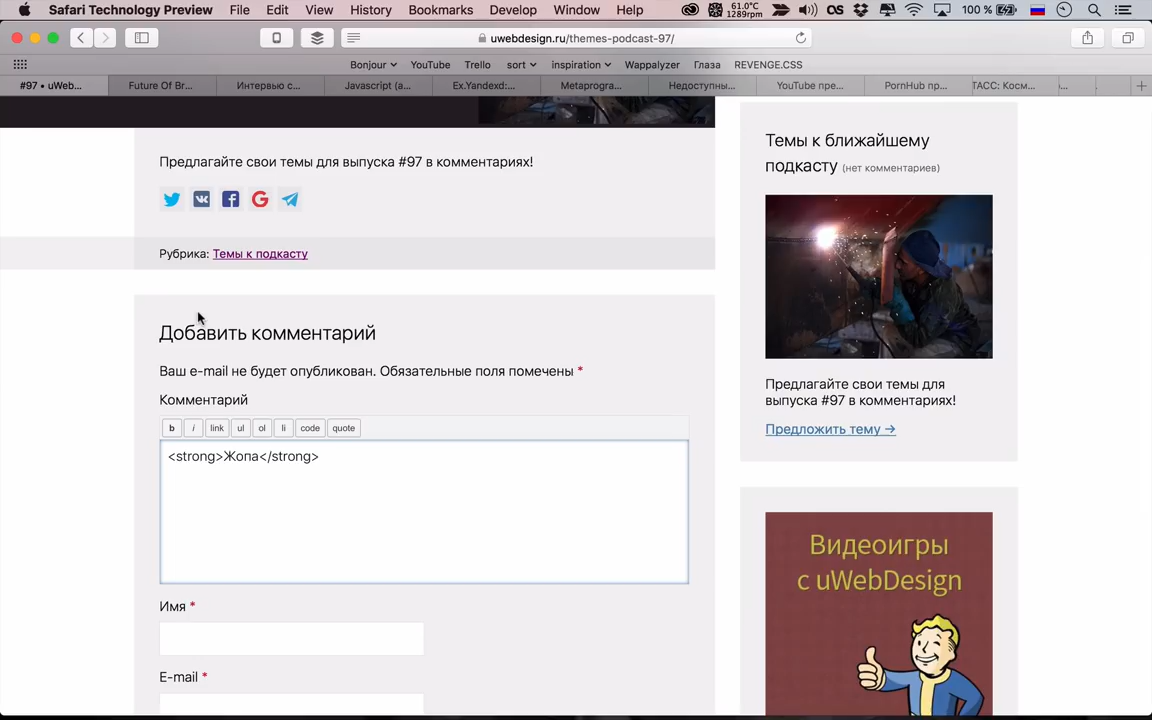 Safari Technology Preview File Edit View History Bookmarks Develop Window Help 61.0°C 1289rpm 100 %
uwebdesign.ru/themes-podcast-97/
Bonjour YouTube Trello sort inspiration Wappalyzer Глаза REVENGE.CSS
#97 • uWeb... Future Of Br... Интервью с... Javascript (а... Ex.Yandexd:... Metaprogra... Недоступны... YouTube пре... PornHub пр... ТАСС: Косм...
Предлагайте свои темы для выпуска #97 в комментариях!
Рубрика: Темы к подкасту
Добавить комментарий
Ваш e-mail не будет опубликован. Обязательные поля помечены *
Комментарий
b i link ul ol li code quote
<strong>Жопа</strong>
Имя *
E-mail *
Темы к ближайшему
подкасту (нет комментариев)
Предлагайте свои темы для
выпуска #97 в комментариях!
Предложить тему →
Видеоигры
с uWebDesign